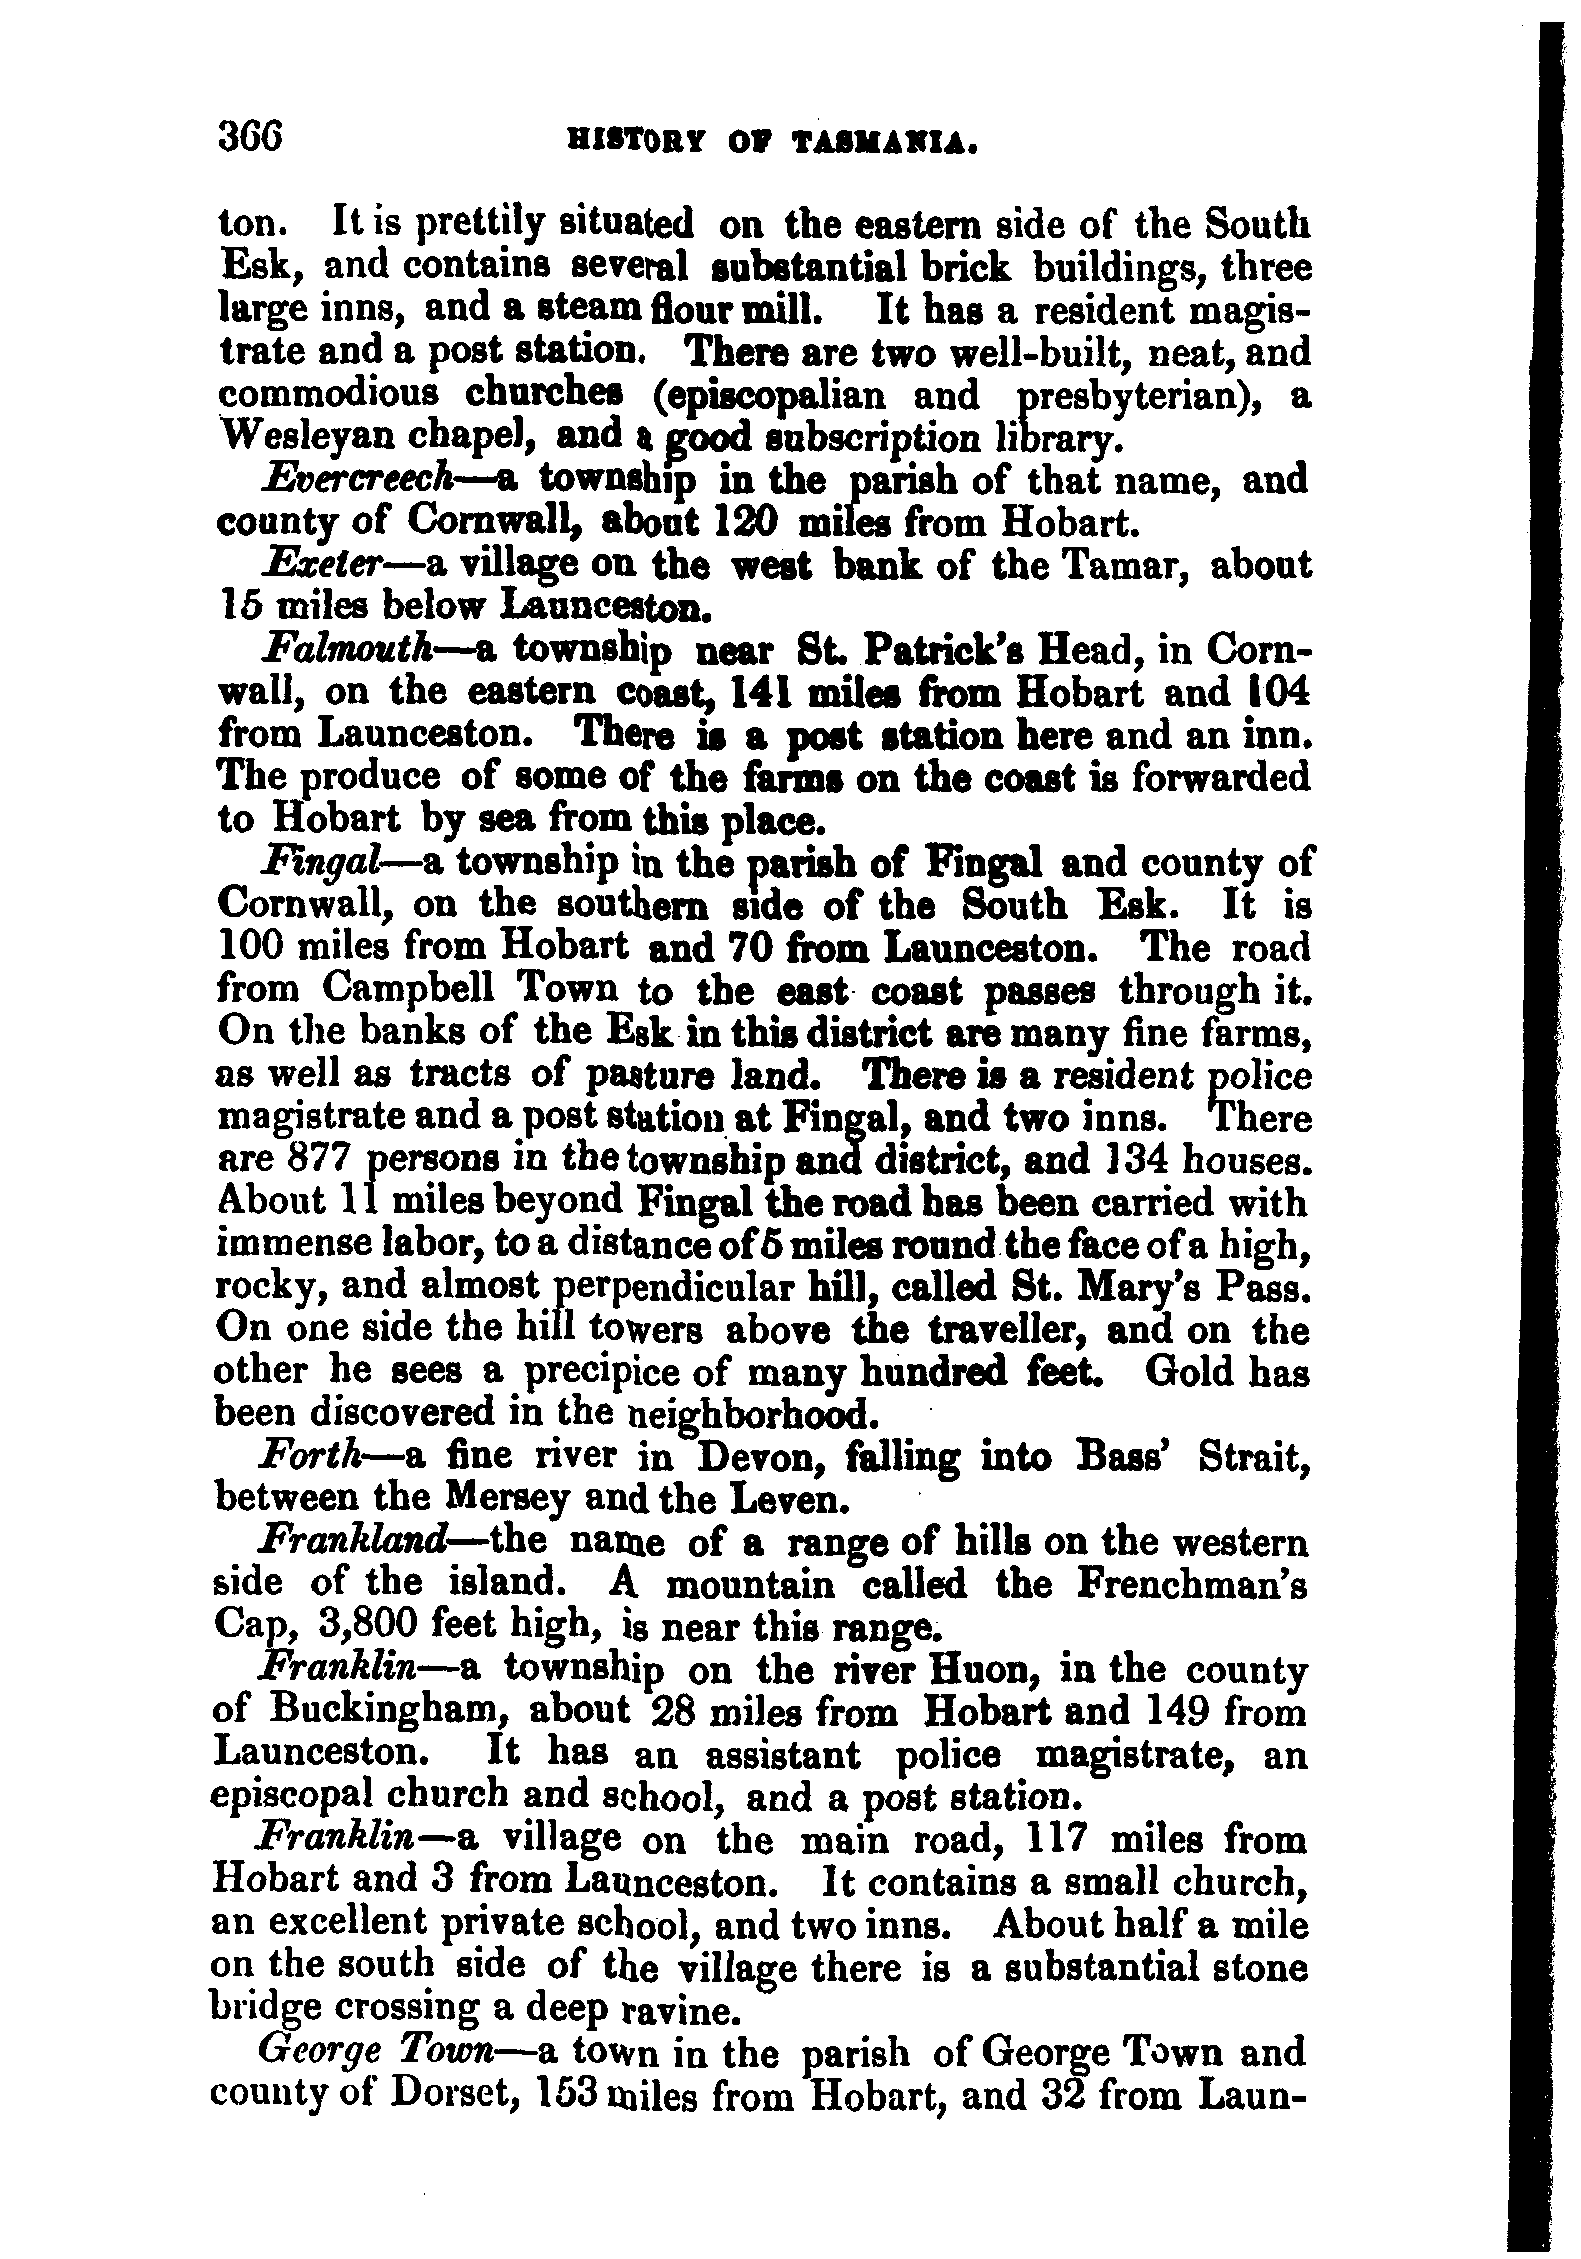 366 HISTORY OF TASMANIA.
ton. It is prettily situated on the eastern side of the South
Esk, and contains several substantial brick buildings, three
large inns, and a steam flour mill. It has a resident magis-
trate and a post station. There are two well-built, neat, and
commodious churches (episcopalian and presbyterian), a
Wesleyan chapel, and a good subscription library.
Evercreech—a township in the parish of that name, and
county of Cornwall, about 120 miles from Hobart.
Exeter—a village on the west bank of the Tamar, about
15 miles below Launceston.
Falmouth—a township near St. Patrick's Head, in Corn-
wall, on the eastern coast, 141 miles from Hobart and 104
from Launceston. There is a post station here and an inn.
The produce of some of the farms on the coast is forwarded
to Hobart by sea from this place.
Fingal—a township in the parish of Fingal and county of
Cornwall, on the southern side of the South Esk. It is
100 miles from Hobart and 70 from Launceston. The road
from Campbell Town to the east coast passes through it.
On the banks of the Esk in this district are many fine farms,
as well as tracts of pasture land. There is a resident police
magistrate and a post station at Fingal, and two inns. There
are 877 persons in the township and district, and 134 houses.
About 11 miles beyond Fingal the road has been carried with
immense labor, to a distance of 5 miles round the face of a high,
rocky, and almost perpendicular hill, called St. Mary's Pass.
On one side the hill towers above the traveller, and on the
other he sees a precipice of many hundred feet. Gold has
been discovered in the neighborhood.
Forth—a fine river in Devon, falling into Bass' Strait,
between the Mersey and the Leven.
Frankland—the name of a range of hills on the western
side of the island. A mountain called the Frenchman's
Cap, 3,800 feet high, is near this range.
Franklin—a township on the river Huon, in the county
of Buckingham, about 28 miles from Hobart and 149 from
Launceston. It has an assistant police magistrate, an
episcopal church and school, and a post station.
Franklin—a village on the main road, 117 miles from
Hobart and 3 from Launceston. It contains a small church,
an excellent private school, and two inns. About half a mile
on the south side of the village there is a substantial stone
bridge crossing a deep ravine.
George Town—a town in the parish of George Town and
county of Dorset, 153 miles from Hobart, and 32 from Laun-